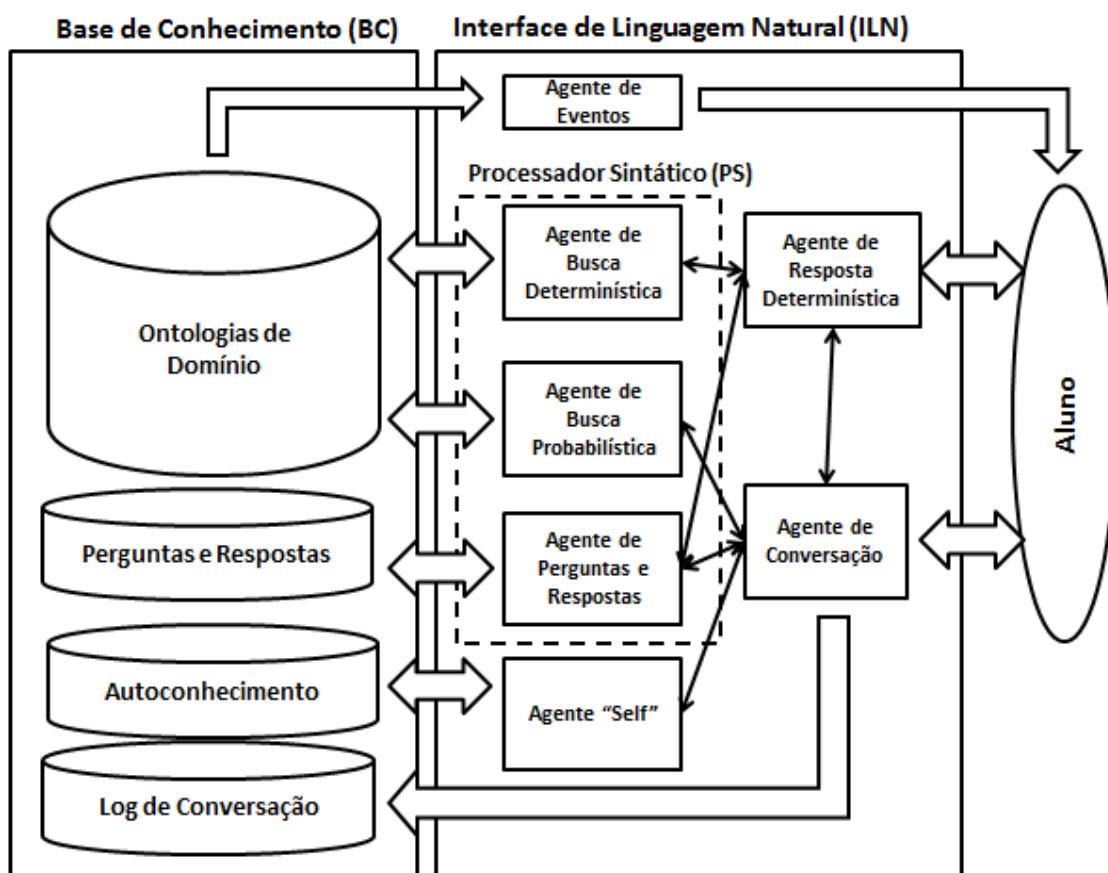 Base de Conhecimento (BC)
Interface de Linguagem Natural (ILN)
Agente de
Eventos
Processador Sintático (PS)
Agente de
Busca
Determinística
Agente de
Resposta
Determinística
Ontologias de
Domínio
Agente de
Busca
Probabilística
Aluno
Perguntas e Respostas
Agente de
Perguntas e
Respostas
Agente de
Conversação
Autoconhecimento
Agente “Self”
Log de Conversação